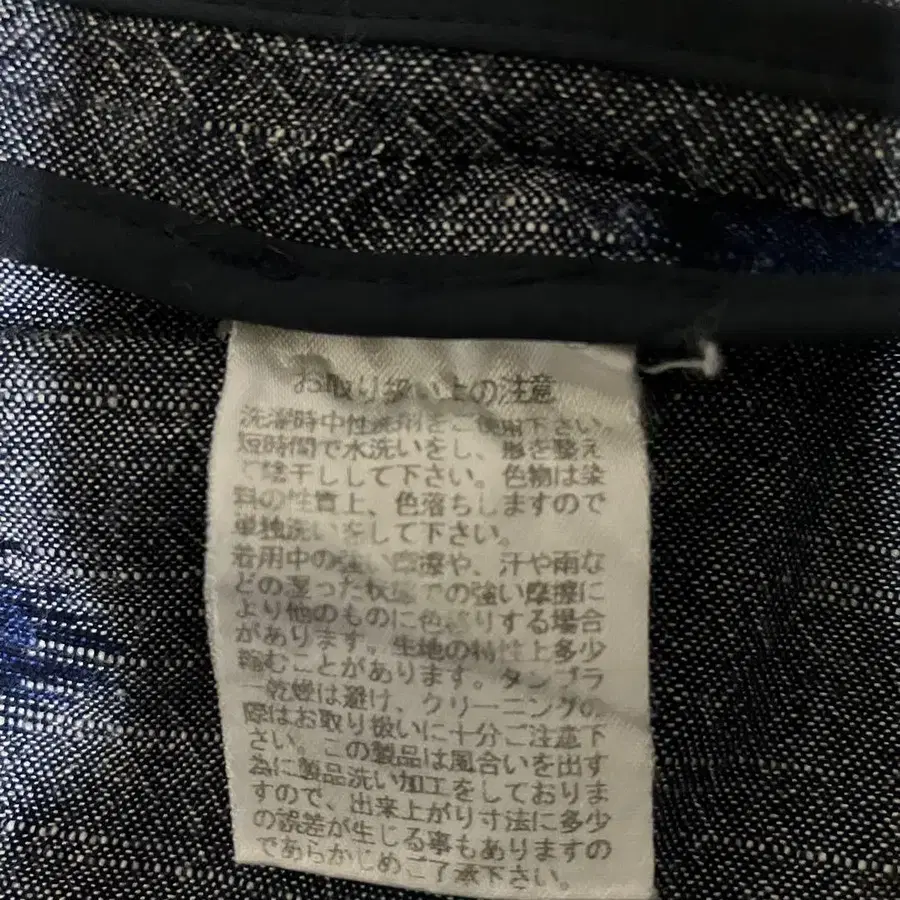 お取り扱い上の注意
洗濯時中性洗剤をご使用下さい。
短時間で水洗いをし、形を整え
て陰干しして下さい。色物は染
料の性質上、色落ちしますので
単独洗いをして下さい。
着用中の強い摩擦や、汗や雨な
どの湿った状態での強い摩擦に
より他のものに色移りする場合
があります。生地の特性上多少
縮むことがあります。タンブラ
ー乾燥は避け、クリーニングの
際はお取り扱いに十分ご注意下
さい。この製品は風合いを出す
為に製品洗い加工をしておりま
すので、出来上がり寸法に多少
の誤差が生じる事もありますの
であらかじめご了承下さい。